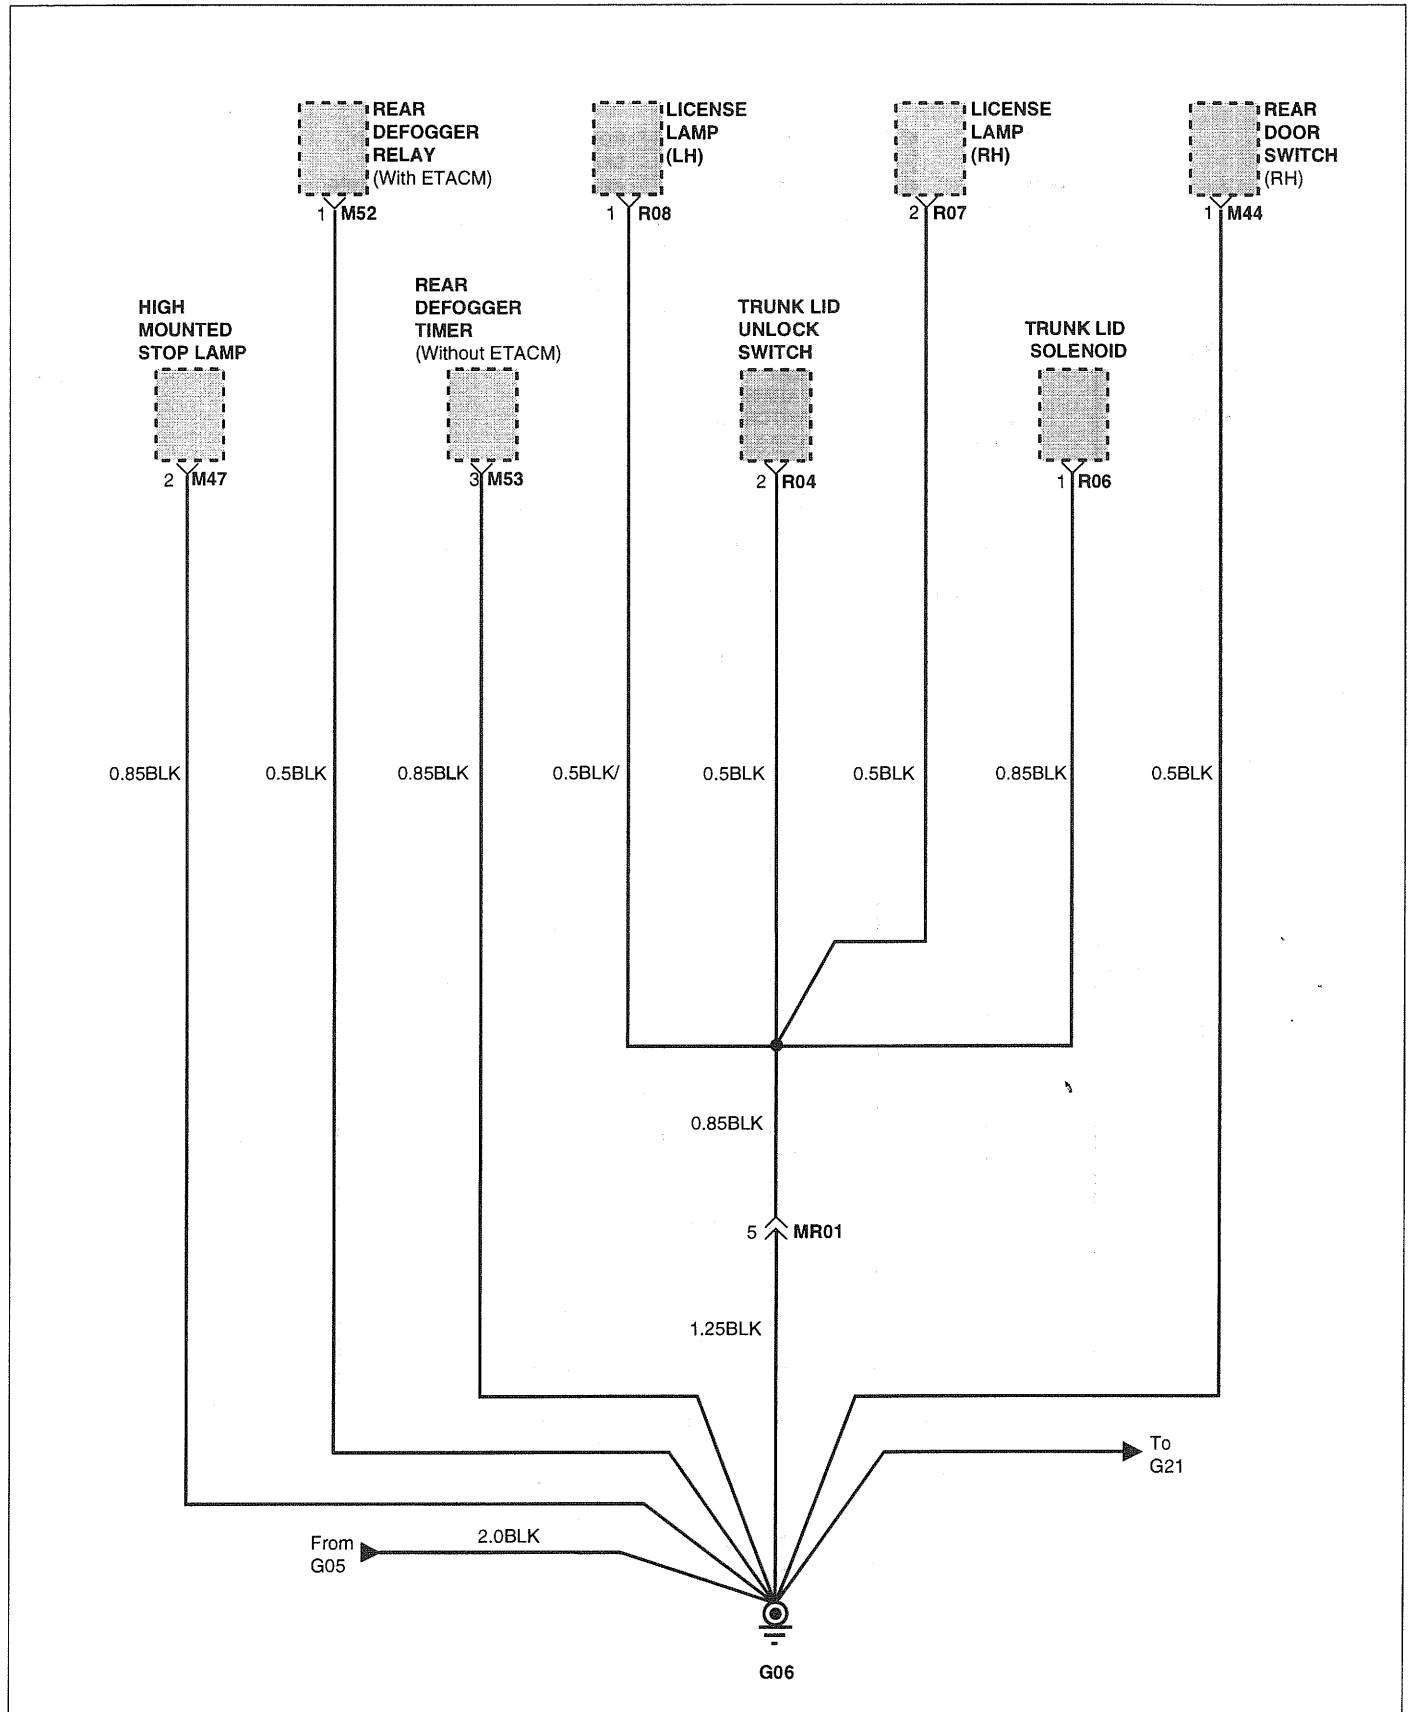 REAR
DEFOGGER
RELAY
(With ETACM)
1 M52
LICENSE
LAMP
(LH)
1 R08
LICENSE
LAMP
(RH)
2 R07
REAR
DOOR
SWITCH
(RH)
1 M44
HIGH
MOUNTED
STOP LAMP
2 M47
REAR
DEFOGGER
TIMER
(Without ETACM)
3 M53
TRUNK LID
UNLOCK
SWITCH
2 R04
TRUNK LID
SOLENOID
1 R06
0.85BLK
0.5BLK
0.85BLK
0.5BLK/
0.5BLK
0.5BLK
0.85BLK
0.5BLK
0.85BLK
5 MR01
1.25BLK
To
G21
From
G05
2.0BLK
G06